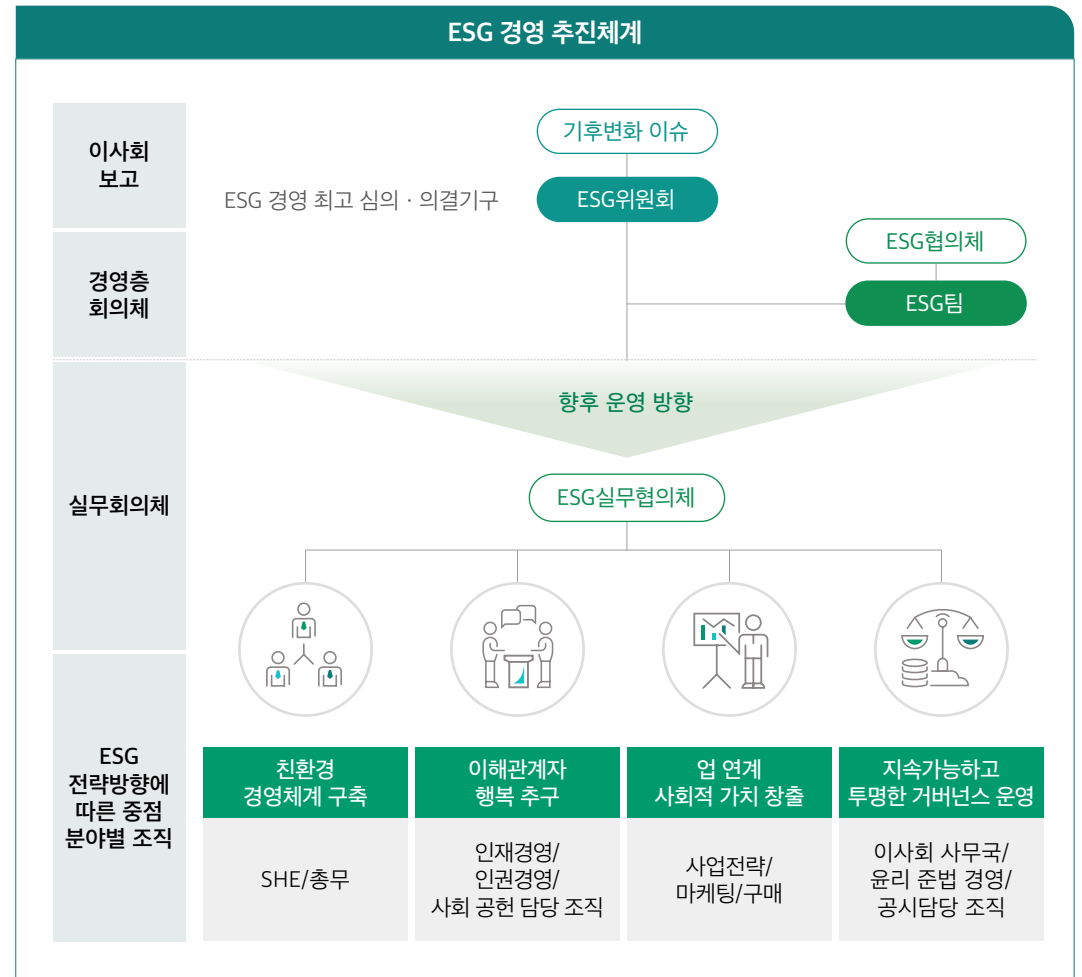 ESG 경영 추진체계
이사회
보고
기후변화 이슈
ESG 경영 최고 심의 · 의결기구
ESG위원회
경영층
회의체
ESG협의체
ESG팀
향후 운영 방향
실무회의체
ESG실무협의체
ESG
전략방향에
따른 중점
분야별 조직
친환경
경영체계 구축
이해관계자
행복 추구
업 연계
사회적 가치 창출
지속가능하고
투명한 거버넌스 운영
SHE/총무
인재경영/
인권경영/
사회 공헌 담당 조직
사업전략/
마케팅/구매
이사회 사무국/
윤리 준법 경영/
공시담당 조직